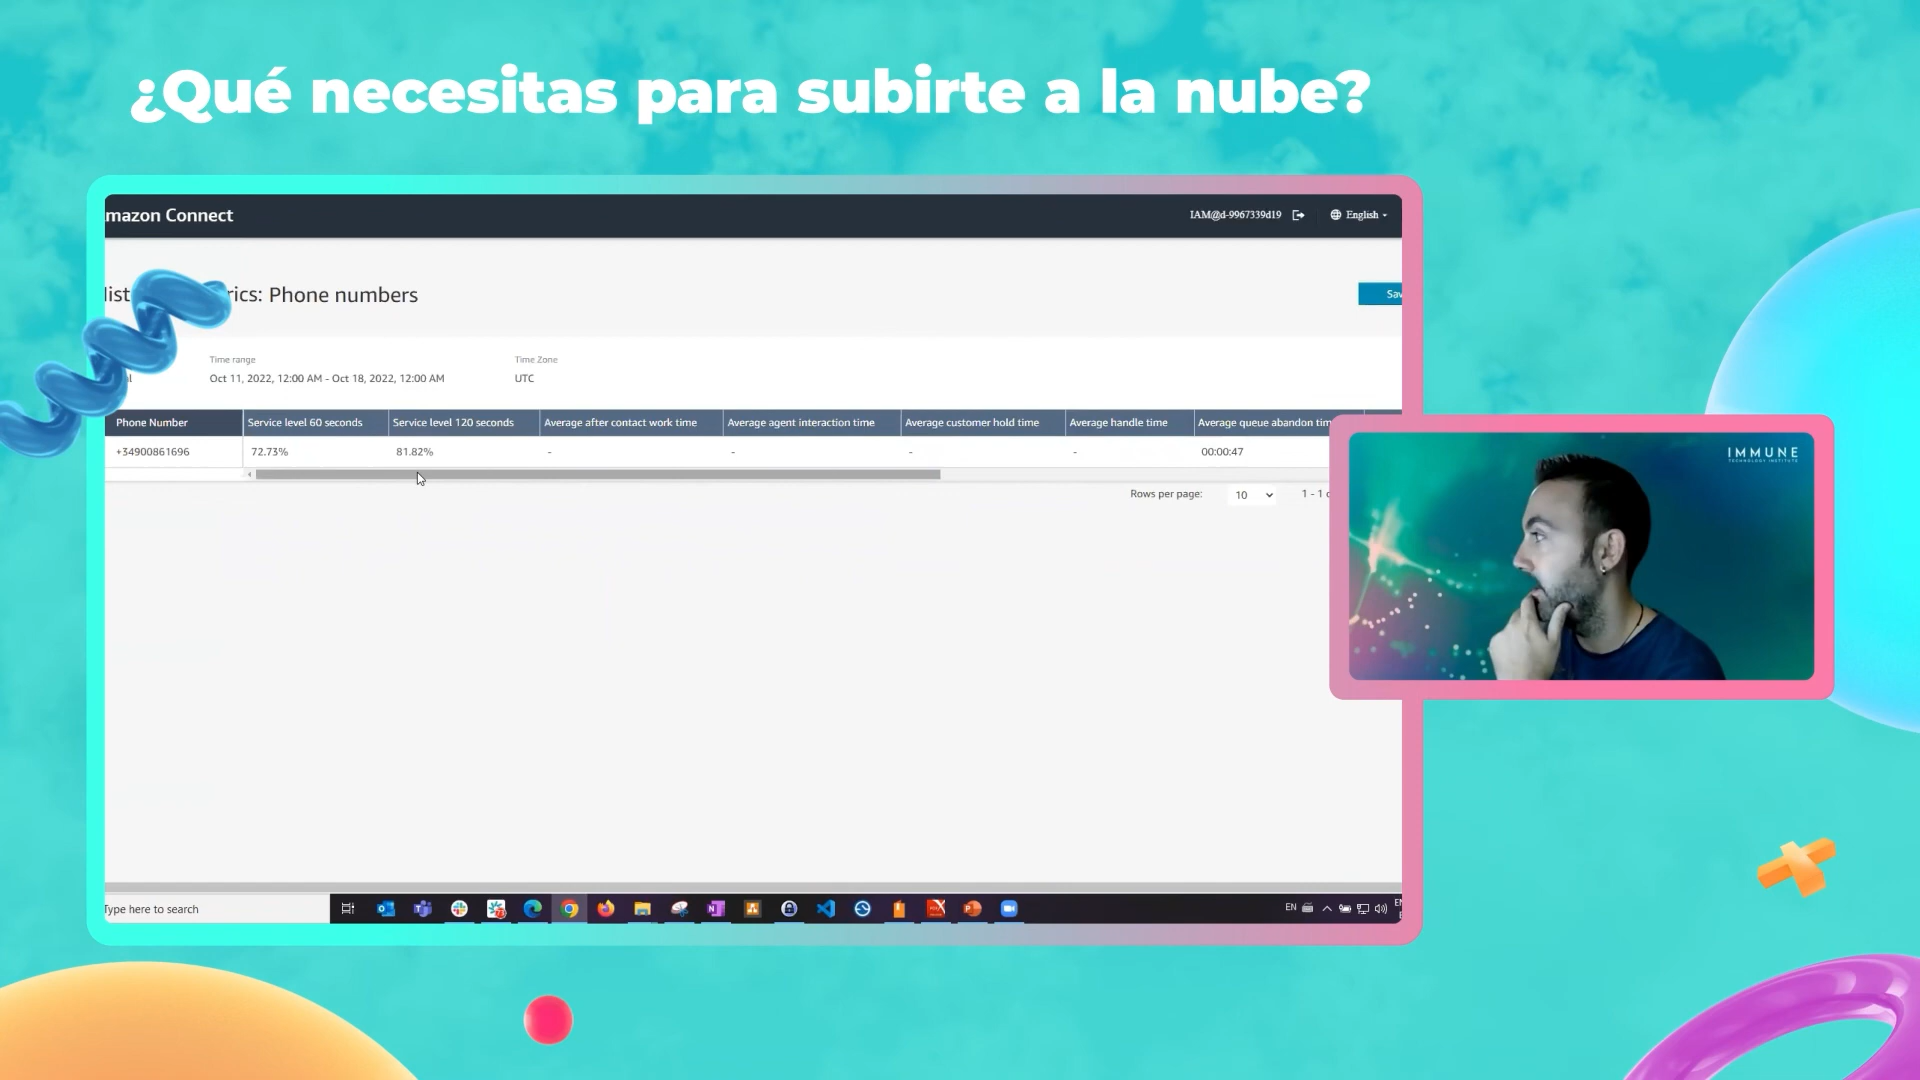 ¿Qué necesitas para subirte a la nube?
mazon Connect
IAM@d-9967339d19
English
rics: Phone numbers
Sav
Time range
Time Zone
Oct 11, 2022, 12:00 AM - Oct 18, 2022, 12:00 AM
UTC
Phone Number
Service level 60 seconds
Service level 120 seconds
Average after contact work time
Average agent interaction time
Average customer hold time
Average handle time
Average queue abandon tim
+34900861696
72.73%
81.82%
-
-
-
-
00:00:47
Rows per page:
10
1 - 1
IMMUNE
TECHNOLOGY INSTITUTE
Type here to search
EN